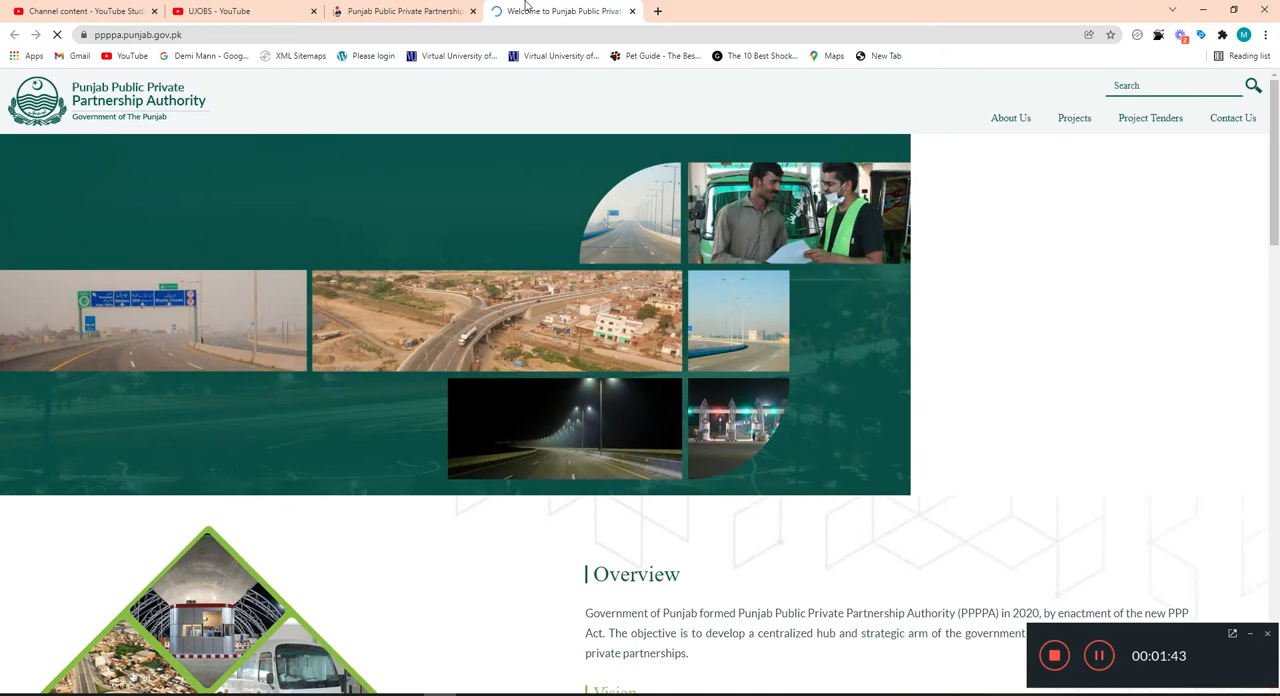 Channel content - YouTube Stud
UJOBS - YouTube
Punjab Public Private Partnership
Welcome to Punjab Public Privat
ppppa.punjab.gov.pk
Apps
Gmail
YouTube
Demi Mann - Goog...
XML Sitemaps
Please login
Virtual University of...
Virtual University of...
Pet Guide - The Bes...
The 10 Best Shock...
Maps
New Tab
Reading list
Punjab Public Private
Partnership Authority
Government of The Punjab
Search
About Us
Projects
Project Tenders
Contact Us
Overview
Government of Punjab formed Punjab Public Private Partnership Authority (PPPPA) in 2020, by enactment of the new PPP
Act. The objective is to develop a centralized hub and strategic arm of the government
private partnerships.
Vision
00:01:43